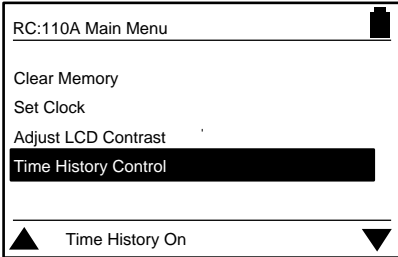 RC:110A Main Menu
Clear Memory
Set Clock
Adjust LCD Contrast
Time History Control
Time History On